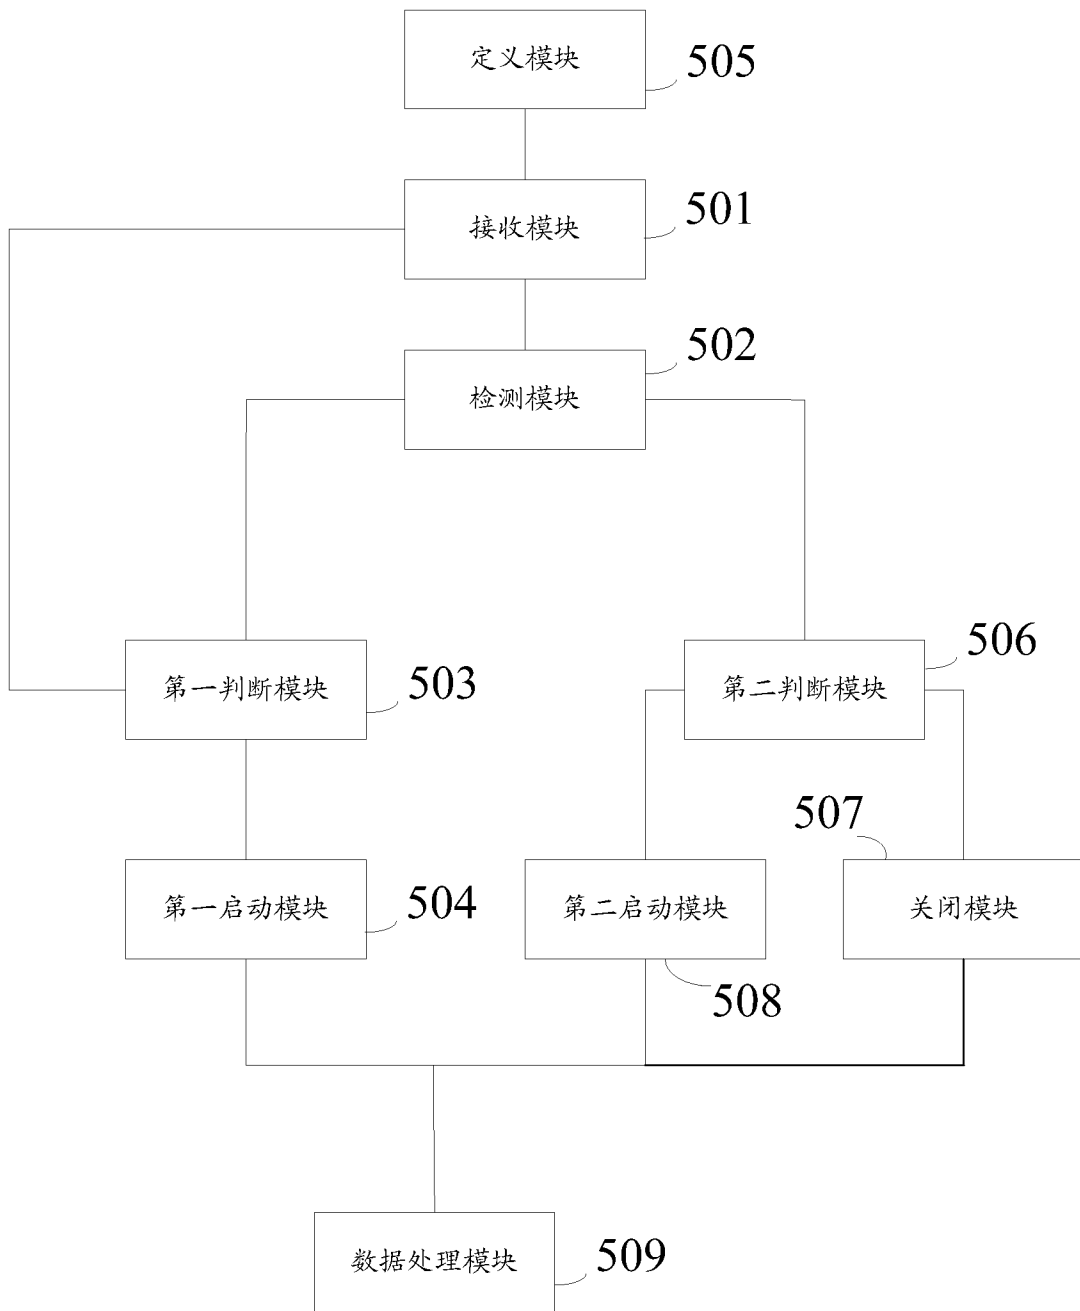 定义模块
505
接收模块
501
检测模块
502
第一判断模块
503
第二判断模块
506
507
第一启动模块
504
第二启动模块
508
关闭模块
数据处理模块
509